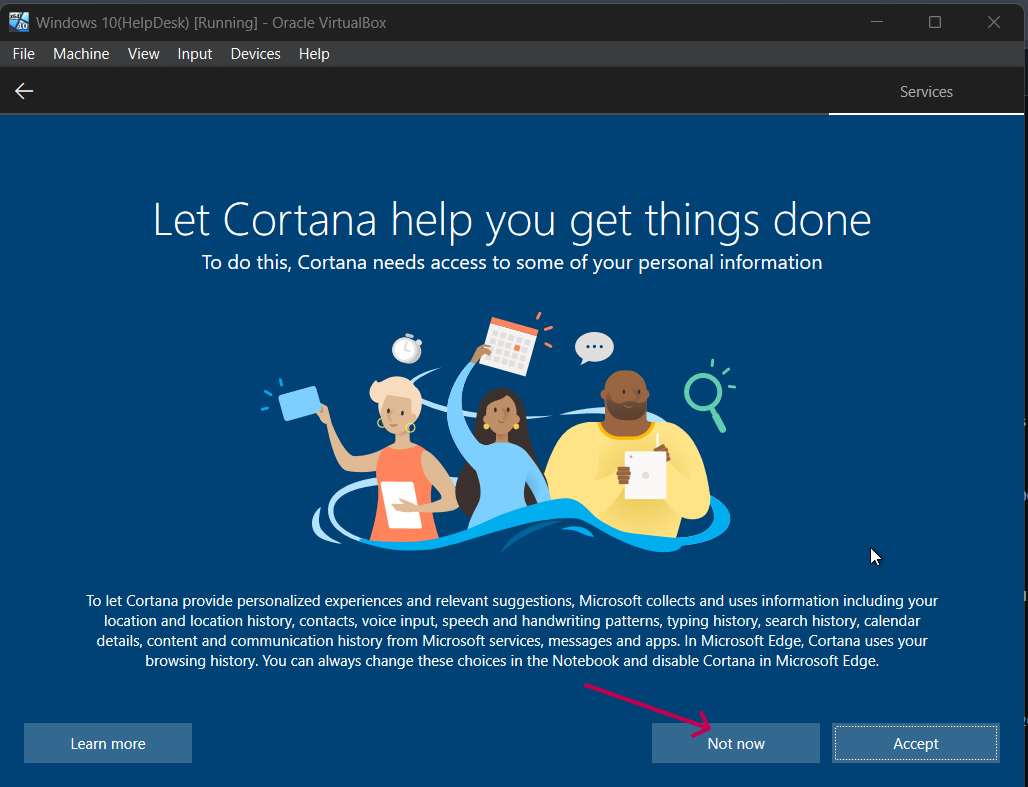 Windows 10(HelpDesk) [Running] - Oracle VirtualBox
File Machine View Input Devices Help
Services
Let Cortana help you get things done
To do this, Cortana needs access to some of your personal information
To let Cortana provide personalized experiences and relevant suggestions, Microsoft collects and uses information including your
location and location history, contacts, voice input, speech and handwriting patterns, typing history, search history, calendar
details, content and communication history from Microsoft services, messages and apps. In Microsoft Edge, Cortana uses your
browsing history. You can always change these choices in the Notebook and disable Cortana in Microsoft Edge.
Learn more Not now Accept